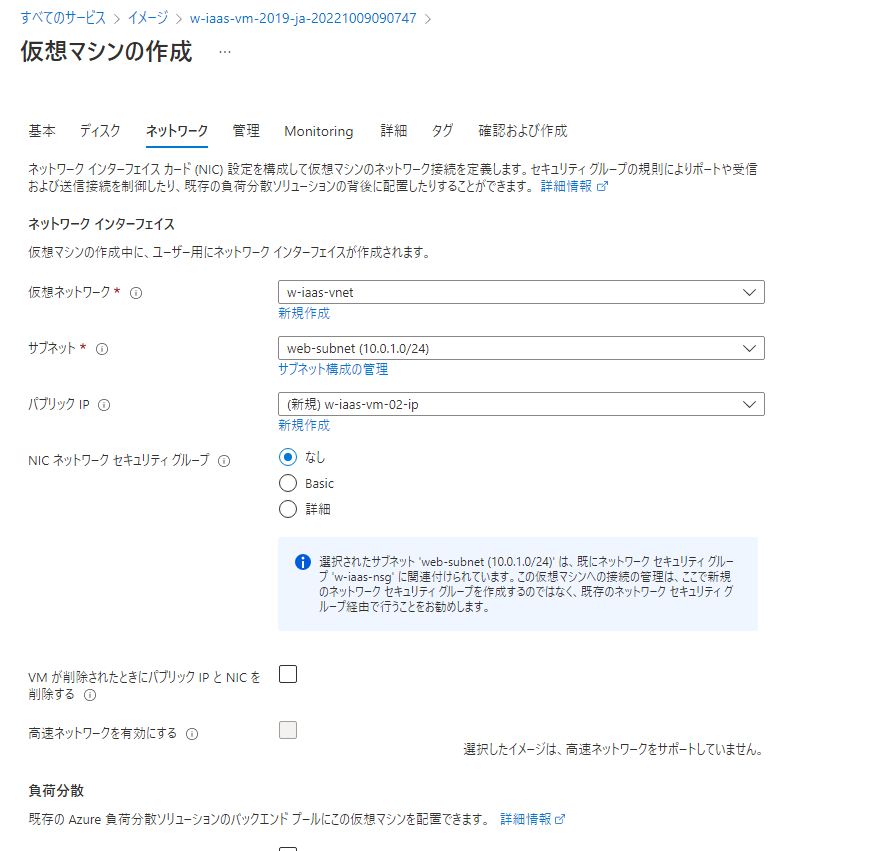 すべてのサービス > イメージ > w-iaas-vm-2019-ja-20221009090747 >
仮想マシンの作成 …
基本 ディスク ネットワーク 管理 Monitoring 詳細 タグ 確認および作成
ネットワーク インターフェイス カード (NIC) 設定を構成して仮想マシンのネットワーク接続を定義します。セキュリティ グループの規則によりポートや受信
および送信接続を制御したり、既存の負荷分散ソリューションの背後に配置したりすることができます。 詳細情報
ネットワーク インターフェイス
仮想マシンの作成中に、ユーザー用にネットワーク インターフェイスが作成されます。
仮想ネットワーク * w-iaas-vnet
新規作成
サブネット * web-subnet (10.0.1.0/24)
サブネット構成の管理
パブリック IP (新規) w-iaas-vm-02-ip
新規作成
NIC ネットワーク セキュリティ グループ なし
Basic
詳細
選択されたサブネット 'web-subnet (10.0.1.0/24)' は、既にネットワーク セキュリティ グルー
プ 'w-iaas-nsg' に関連付けられています。この仮想マシンへの接続の管理は、ここで新規
のネットワーク セキュリティ グループを作成するのではなく、既存のネットワーク セキュリティ グ
ループ経由で行うことをお勧めします。
VM が削除されたときにパブリック IP と NIC を
削除する
高速ネットワークを有効にする
選択したイメージは、高速ネットワークをサポートしていません。
負荷分散
既存の Azure 負荷分散ソリューションのバックエンド プールにこの仮想マシンを配置できます。 詳細情報